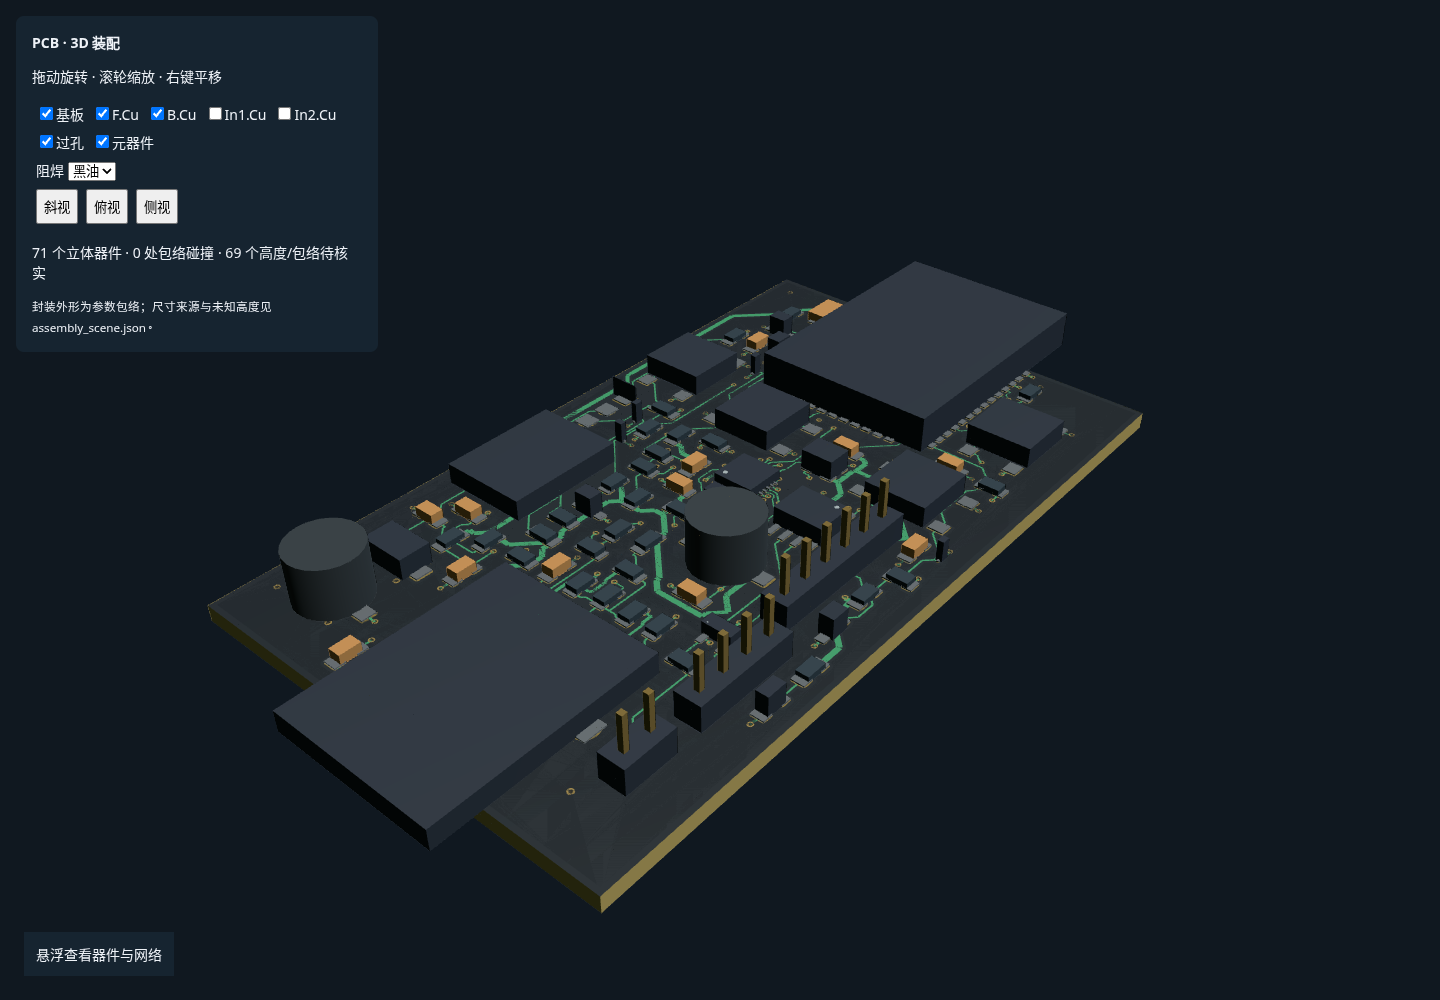 PCB · 3D 装配
拖动旋转 · 滚轮缩放 · 右键平移
基板 F.Cu B.Cu In1.Cu In2.Cu
过孔 元器件
阻焊 黑油
斜视 俯视 侧视
71 个立体器件 · 0 处包络碰撞 · 69 个高度/包络待核
实
封装外形为参数包络；尺寸来源与未知高度见
assembly_scene.json。
悬浮查看器件与网络